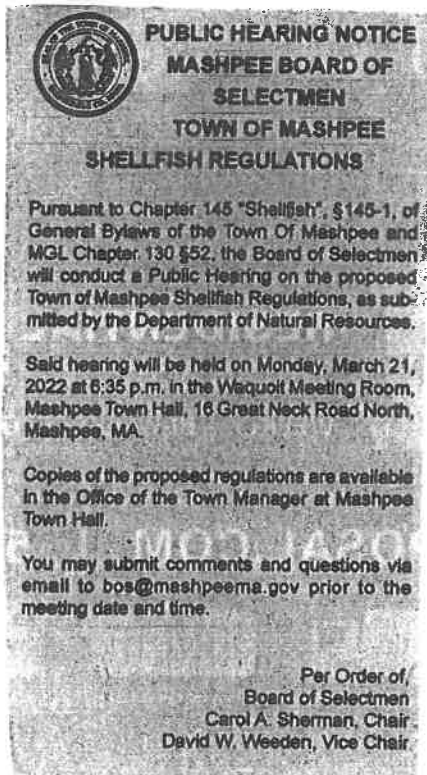 PUBLIC HEARING NOTICE
MASHPEE BOARD OF
SELECTMEN
TOWN OF MASHPEE
SHELLFISH REGULATIONS
Pursuant to Chapter 145 "Shellfish", §145-1, of
General Bylaws of the Town Of Mashpee and
MGL Chapter 130 §52, the Board of Selectmen
will conduct a Public Hearing on the proposed
Town of Mashpee Shellfish Regulations, as sub-
mitted by the Department of Natural Resources.
Said hearing will be held on Monday, March 21,
2022 at 6:35 p.m. in the Waquoit Meeting Room,
Mashpee Town Hall, 16 Great Neck Road North,
Mashpee, MA.
Copies of the proposed regulations are available
in the Office of the Town Manager at Mashpee
Town Hall.
You may submit comments and questions via
email to bos@mashpeema.gov prior to the
meeting date and time.
Per Order of,
Board of Selectmen
Carol A. Sherman, Chair
David W. Weeden, Vice Chair